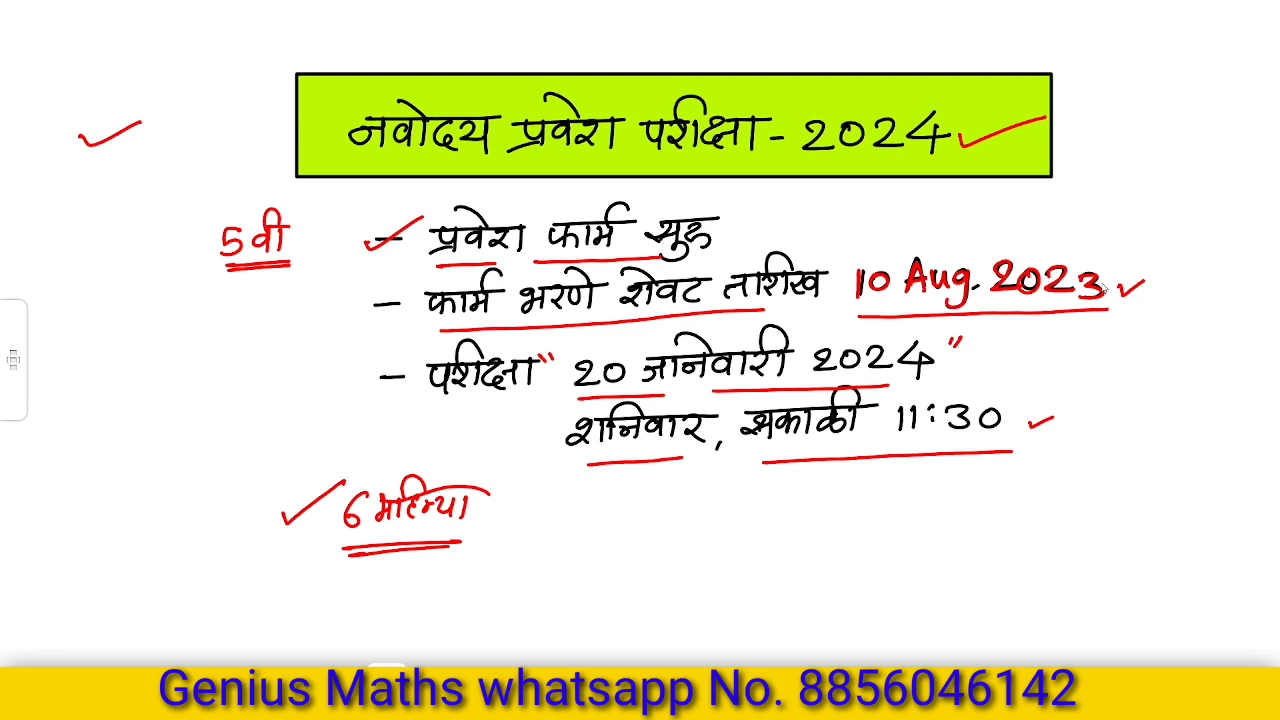 नवोदय प्रवेश परीक्षा - 2024
5 वी
- प्रवेश फार्म सुरु
- फार्म भरणे शेवट तारिख 10 Aug. 2023
- परीक्षा " 20 जानेवारी 2024 "
शनिवार, सकाळी 11:30
6 महिन्या
Genius Maths whatsapp No. 8856046142